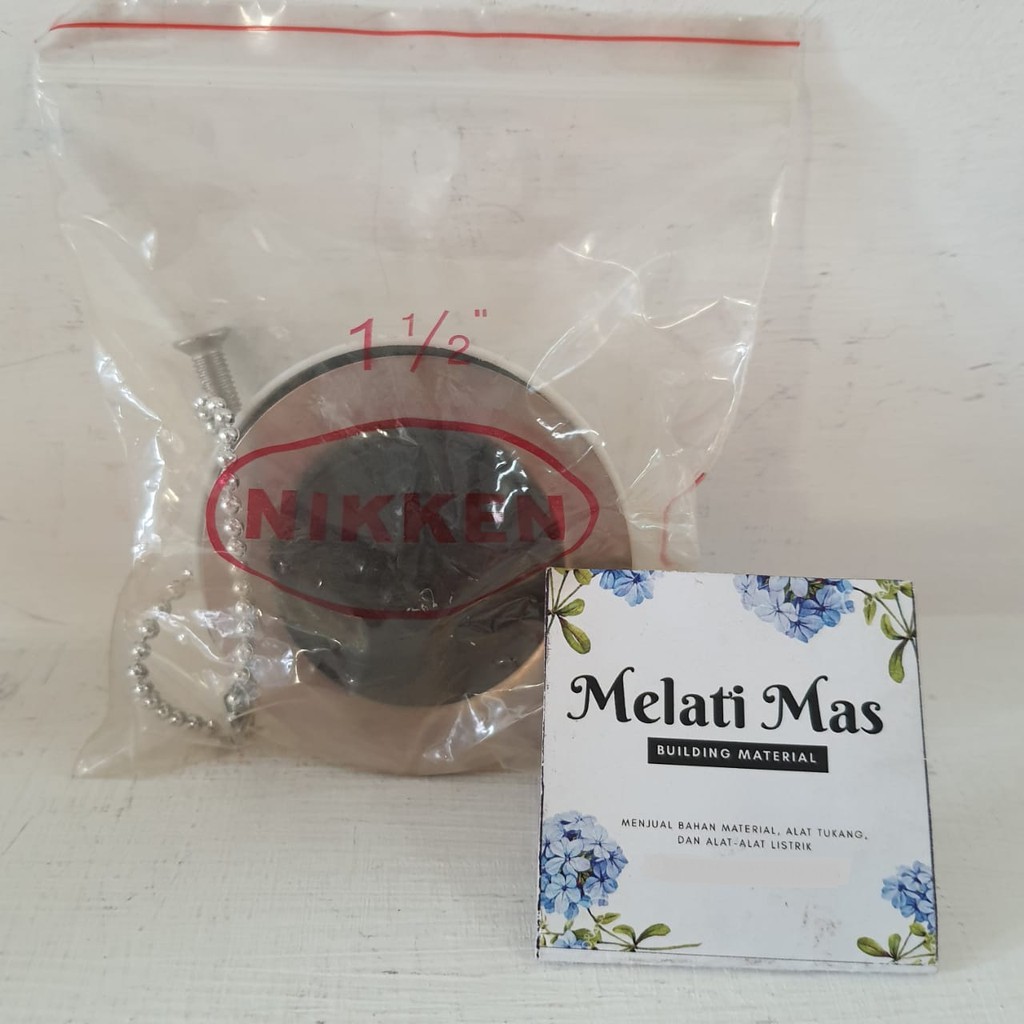 1 1/2"
NIKKEN
Melati Mas
BUILDING MATERIAL
MENJUAL BAHAN MATERIAL, ALAT TUKANG,
DAN ALAT-ALAT LISTRIK